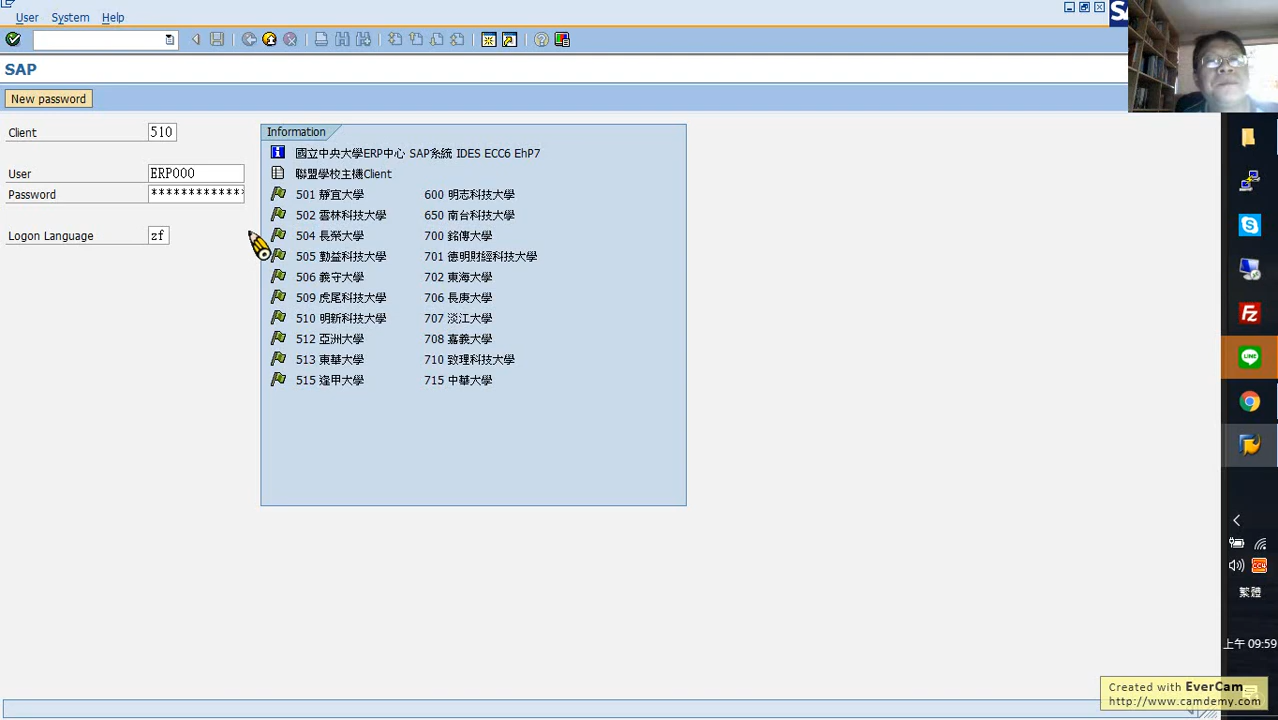 User System Help
SAP
New password
Client 510
User ERP000
Password *************
Logon Language zf
Information
國立中央大學ERP中心 SAP系統 IDES ECC6 EhP7
聯盟學校主機Client
501 靜宜大學 600 明志科技大學
502 雲林科技大學 650 南台科技大學
504 長榮大學 700 銘傳大學
505 勤益科技大學 701 德明財經科技大學
506 義守大學 702 東海大學
509 虎尾科技大學 706 長庚大學
510 明新科技大學 707 淡江大學
512 亞洲大學 708 嘉義大學
513 東華大學 710 致理科技大學
515 逢甲大學 715 中華大學
LINE
繁體
上午 09:59
Created with EverCam.
http://www.camdemy.com